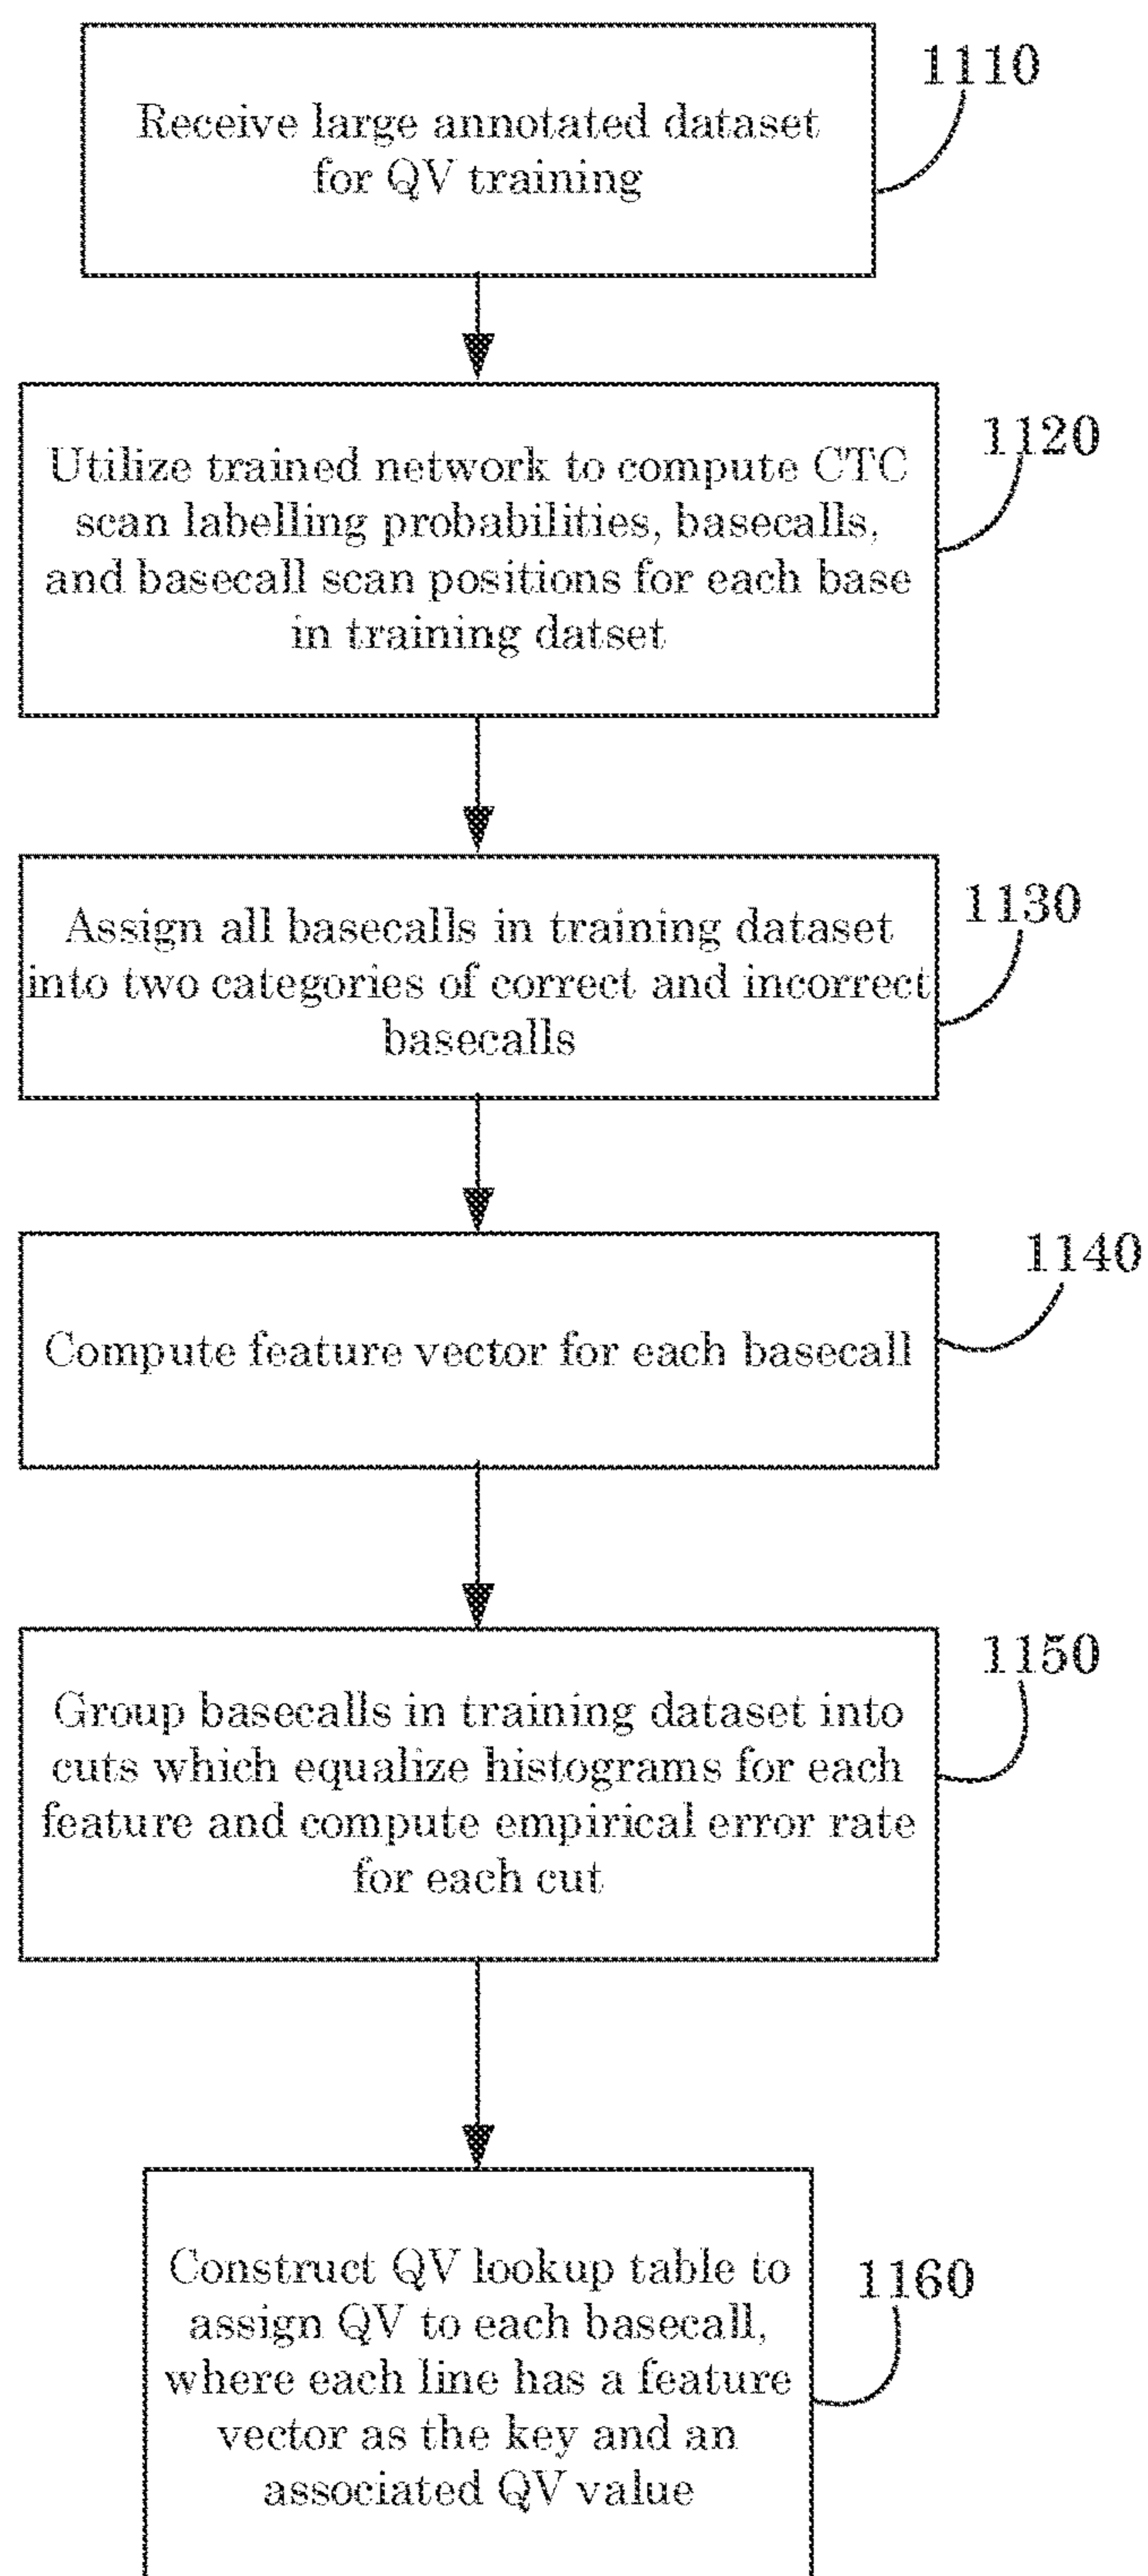 1110
Receive large annotated dataset
for QV training
1120
Utilize trained network to compute CTC
scan labelling probabilities, basecalls,
and basecall scan positions for each base
in training datset
1130
Assign all basecalls in training dataset
into two categories of correct and incorrect
basecalls
1140
Compute feature vector for each basecall
1150
Group basecalls in training dataset into
cuts which equalize histograms for each
feature and compute empirical error rate
for each cut
1160
Construct QV lookup table to
assign QV to each basecall,
where each line has a feature
vector as the key and an
associated QV value